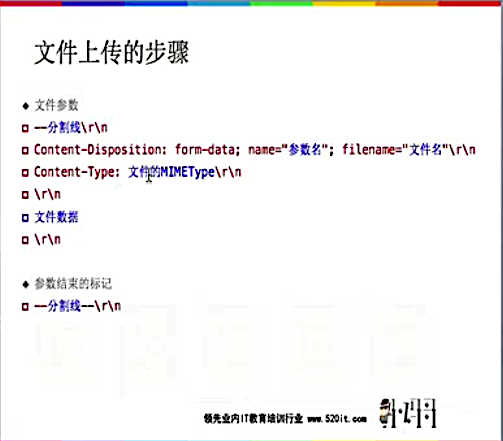 文件上传的步骤
文件参数
--分割线\r\n
Content-Disposition: form-data; name="参数名"; filename="文件名"\r\n
Content-Type: 文件的MIMEType\r\n
\r\n
文件数据
\r\n
参数结束的标记
--分割线--\r\n
领先业内IT教育培训行业 www.520it.com